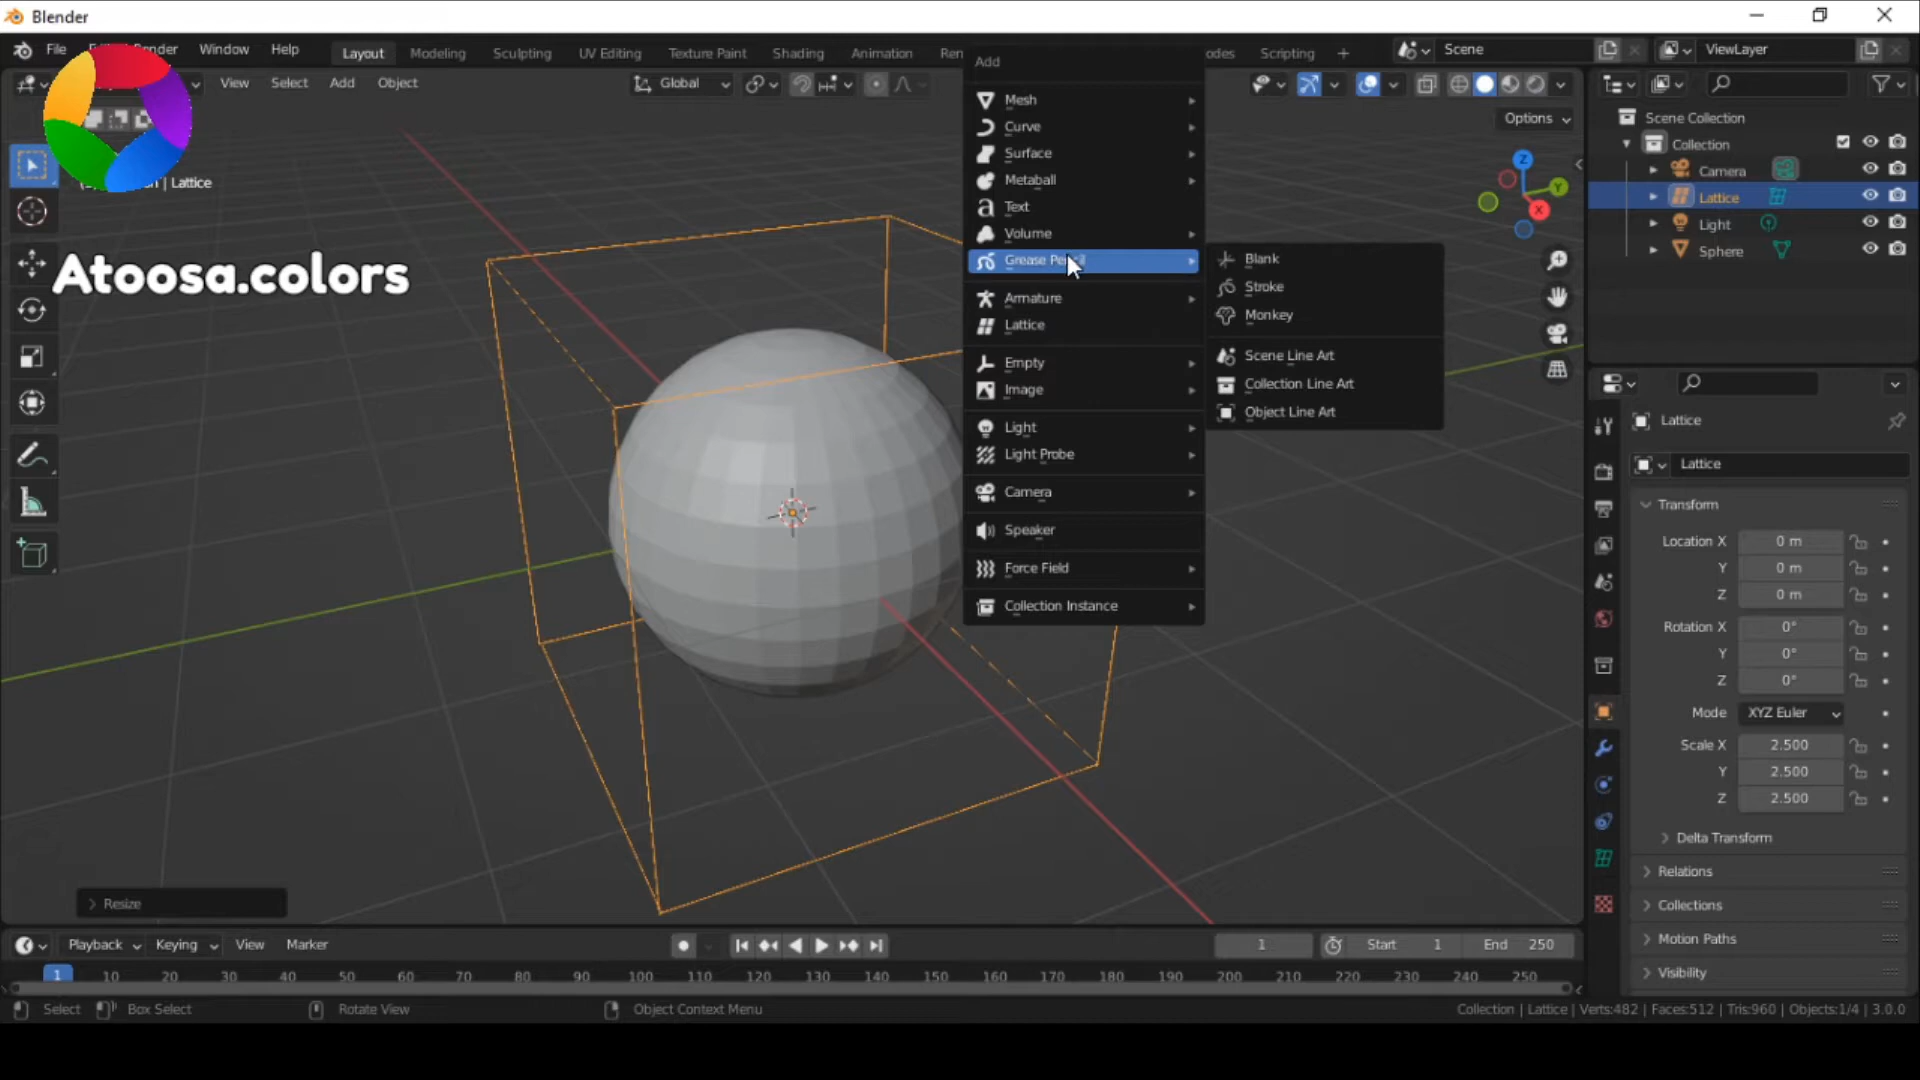 Blender
File
Render
Window
Help
Layout
Modeling
Sculpting
UV Editing
Texture Paint
Shading
Animation
Scripting
+
Scene
ViewLayer
View
Select
Add
Object
Global
Options
Lattice
Atoosa.colors
Add
Mesh
Curve
Surface
Metaball
Text
Volume
Grease Pencil
Armature
Lattice
Empty
Image
Light
Light Probe
Camera
Speaker
Force Field
Collection Instance
Blank
Stroke
Monkey
Scene Line Art
Collection Line Art
Object Line Art
Z
Y
X
Scene Collection
Collection
Camera
Lattice
Light
Sphere
Lattice
Lattice
Transform
Location X 0 m
Y 0 m
Z 0 m
Rotation X 0°
Y 0°
Z 0°
Mode XYZ Euler
Scale X 2.500
Y 2.500
Z 2.500
Delta Transform
Relations
Collections
Motion Paths
Visibility
Resize
Playback
Keying
View
Marker
1
Start 1
End 250
1 10 20 30 40 50 60 70 80 90 100 110 120 130 140 150 160 170 180 190 200 210 220 230 240 250
Select
Box Select
Rotate View
Object Context Menu
Collection | Lattice | Verts:482 | Faces:512 | Tris:960 | Objects:1/4 | 3.0.0